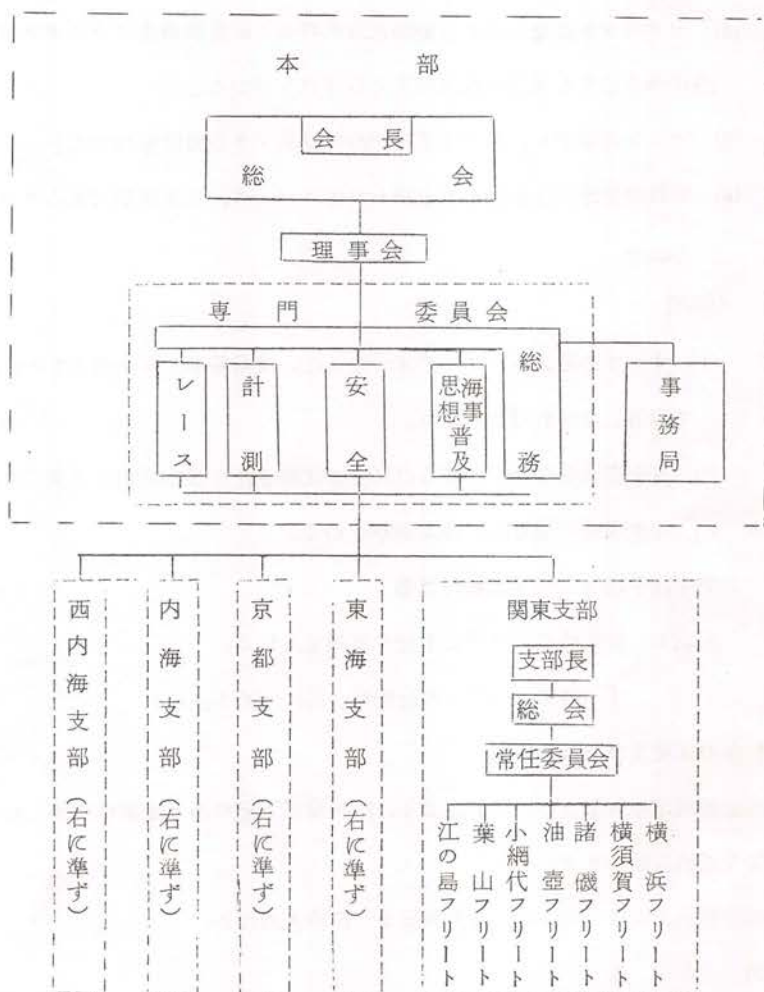 本部
会長
総会
理事会
専門委員会
レース
計測
安全
海事思想普及
総務
事務局
西内海支部（右に準ず）
内海支部（右に準ず）
京都支部（右に準ず）
東海支部（右に準ず）
関東支部
支部長
総会
常任委員会
江の島フリート
葉山フリート
小網代フリート
油壺フリート
諸磯フリート
横須賀フリート
横浜フリート